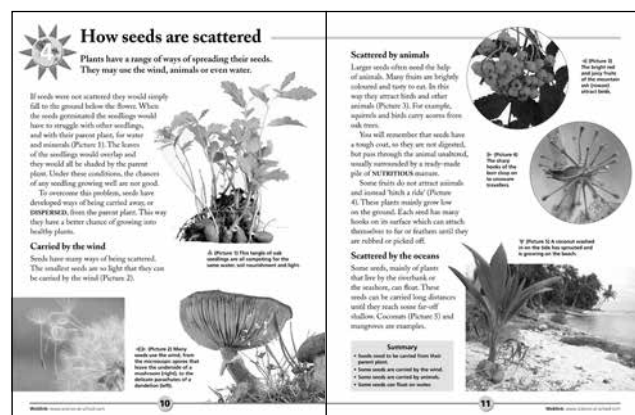 4
How seeds are scattered
Plants have a range of ways of spreading their seeds.
They may use the wind, animals or even water.
If seeds were not scattered they would simply
fall to the ground below the flower. When
the seeds germinated the seedlings would
have to struggle with other seedlings,
and with their parent plant, for water
and minerals (Picture 1). The leaves
of the seedlings would overlap and
they would all be shaded by the parent
plant. Under these conditions, the chances
of any seedling growing well are not good.
To overcome this problem, seeds have
developed ways of being carried away, or
DISPERSED, from the parent plant. This way
they have a better chance of growing into
healthy plants.
Carried by the wind
Seeds have many ways of being scattered.
The smallest seeds are so light that they can
be carried by the wind (Picture 2).
(Picture 1) This tangle of oak
seedlings are all competing for the
same water, soil nourishment and light.
(Picture 2) Many
seeds use the wind, from
the microscopic spores that
leave the underside of a
mushroom (right), to the
delicate parachutes of a
dandelion (left).
Weblink: www.science-at-school.com
10
Scattered by animals
Larger seeds often need the help
of animals. Many fruits are brightly
coloured and tasty to eat. In this
way they attract birds and other
animals (Picture 3). For example,
squirrels and birds carry acorns from
oak trees.
You will remember that seeds have
a tough coat, so they are not digested,
but pass through the animal unaltered,
usually surrounded by a ready-made
pile of NUTRITIOUS manure.
Some fruits do not attract animals
and instead 'hitch a ride' (Picture
4). These plants mainly grow low
on the ground. Each seed has many
hooks on its surface which can attach
themselves to fur or feathers until they
are rubbed or picked off.
Scattered by the oceans
Some seeds, mainly of plants
that live by the riverbank or
the seashore, can float. These
seeds can be carried long distances
until they reach some far-off
shallow. Coconuts (Picture 5) and
mangroves are examples.
Summary
• Seeds need to be carried from their
parent plant.
• Some seeds are carried by the wind.
• Some seeds are carried by animals.
• Some seeds can float on water.
(Picture 3)
The bright red
and juicy fruits
of the mountain
ash (rowan)
attract birds.
(Picture 4)
The sharp
hooks of the
burr clasp on
to unaware
travellers.
(Picture 5) A coconut washed
in on the tide has sprouted and
is growing on the beach.
11
Weblink: www.science-at-school.com